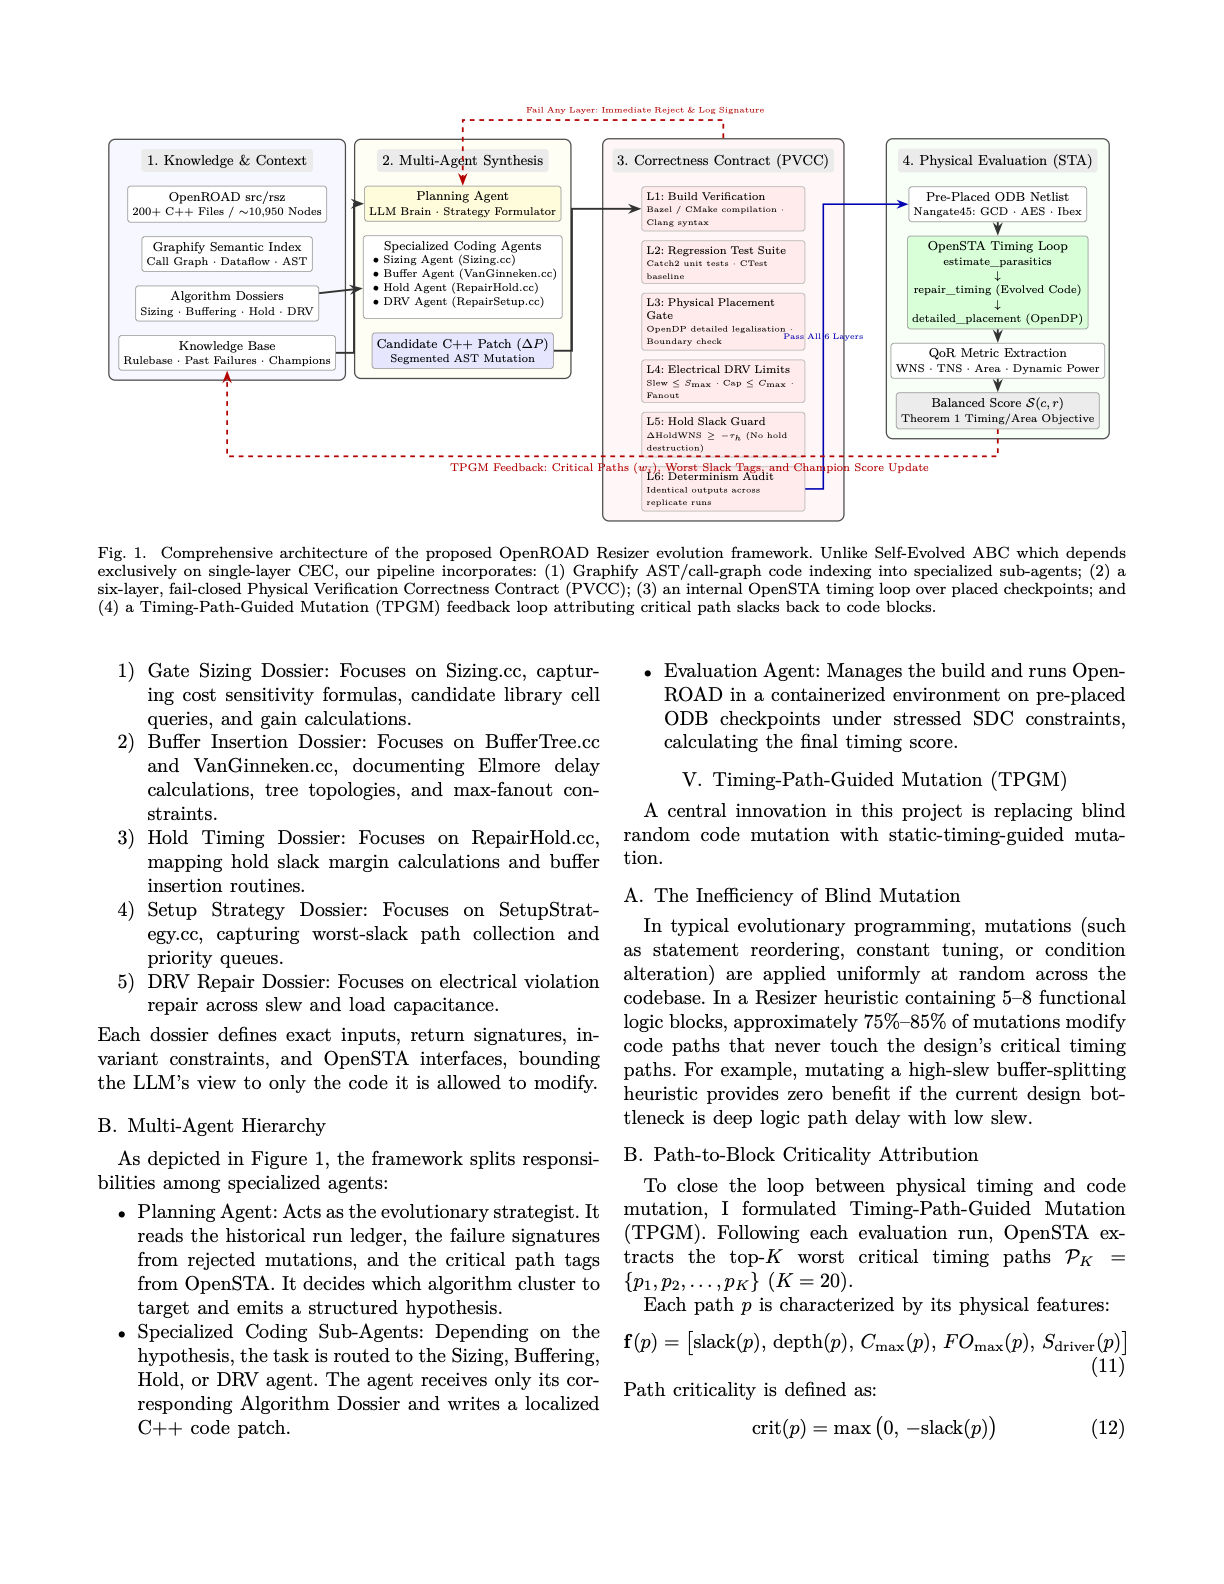 Fail Any Layer: Immediate Reject & Log Signature
1. Knowledge & Context
OpenROAD src/rsz
200+ C++ Files / ~10,950 Nodes
Graphify Semantic Index
Call Graph · Dataflow · AST
Algorithm Dossiers
Sizing · Buffering · Hold · DRV
Knowledge Base
Rulebase · Past Failures · Champions
2. Multi-Agent Synthesis
Planning Agent
LLM Brain · Strategy Formulator
Specialized Coding Agents
• Sizing Agent (Sizing.cc)
• Buffer Agent (VanGinneken.cc)
• Hold Agent (RepairHold.cc)
• DRV Agent (RepairSetup.cc)
Candidate C++ Patch (ΔP)
Segmented AST Mutation
3. Correctness Contract (PVCC)
L1: Build Verification
Bazel / CMake compilation ·
Clang syntax
L2: Regression Test Suite
Catch2 unit tests · CTest
baseline
L3: Physical Placement
Gate
OpenDP detailed legalisation ·
Boundary check
Pass All 6 Layers
L4: Electrical DRV Limits
Slew ≤ Smax · Cap ≤ Cmax ·
Fanout
L5: Hold Slack Guard
ΔHoldWNS ≥ −τh (No hold
destruction)
TPGM Feedback: Critical Paths (wj), Worst Slack Tags, and Champion Score Update
L6: Determinism Audit
Identical outputs across
replicate runs
4. Physical Evaluation (STA)
Pre-Placed ODB Netlist
Nangate45: GCD · AES · Ibex
OpenSTA Timing Loop
estimate_parasitics
↓
repair_timing (Evolved Code)
↓
detailed_placement (OpenDP)
QoR Metric Extraction
WNS · TNS · Area · Dynamic Power
Balanced Score S(c, r)
Theorem 1 Timing/Area Objective
Fig. 1. Comprehensive architecture of the proposed OpenROAD Resizer evolution framework. Unlike Self-Evolved ABC which depends
exclusively on single-layer CEC, our pipeline incorporates: (1) Graphify AST/call-graph code indexing into specialized sub-agents; (2) a
six-layer, fail-closed Physical Verification Correctness Contract (PVCC); (3) an internal OpenSTA timing loop over placed checkpoints; and
(4) a Timing-Path-Guided Mutation (TPGM) feedback loop attributing critical path slacks back to code blocks.
1) Gate Sizing Dossier: Focuses on Sizing.cc, captur-
ing cost sensitivity formulas, candidate library cell
queries, and gain calculations.
2) Buffer Insertion Dossier: Focuses on BufferTree.cc
and VanGinneken.cc, documenting Elmore delay
calculations, tree topologies, and max-fanout con-
straints.
3) Hold Timing Dossier: Focuses on RepairHold.cc,
mapping hold slack margin calculations and buffer
insertion routines.
4) Setup Strategy Dossier: Focuses on SetupStrat-
egy.cc, capturing worst-slack path collection and
priority queues.
5) DRV Repair Dossier: Focuses on electrical violation
repair across slew and load capacitance.
Each dossier defines exact inputs, return signatures, in-
variant constraints, and OpenSTA interfaces, bounding
the LLM's view to only the code it is allowed to modify.
B. Multi-Agent Hierarchy
As depicted in Figure 1, the framework splits responsi-
bilities among specialized agents:
• Planning Agent: Acts as the evolutionary strategist. It
reads the historical run ledger, the failure signatures
from rejected mutations, and the critical path tags
from OpenSTA. It decides which algorithm cluster to
target and emits a structured hypothesis.
• Specialized Coding Sub-Agents: Depending on the
hypothesis, the task is routed to the Sizing, Buffering,
Hold, or DRV agent. The agent receives only its cor-
responding Algorithm Dossier and writes a localized
C++ code patch.
• Evaluation Agent: Manages the build and runs Open-
ROAD in a containerized environment on pre-placed
ODB checkpoints under stressed SDC constraints,
calculating the final timing score.
V. Timing-Path-Guided Mutation (TPGM)
A central innovation in this project is replacing blind
random code mutation with static-timing-guided muta-
tion.
A. The Inefficiency of Blind Mutation
In typical evolutionary programming, mutations (such
as statement reordering, constant tuning, or condition
alteration) are applied uniformly at random across the
codebase. In a Resizer heuristic containing 5–8 functional
logic blocks, approximately 75%–85% of mutations modify
code paths that never touch the design's critical timing
paths. For example, mutating a high-slew buffer-splitting
heuristic provides zero benefit if the current design bot-
tleneck is deep logic path delay with low slew.
B. Path-to-Block Criticality Attribution
To close the loop between physical timing and code
mutation, I formulated Timing-Path-Guided Mutation
(TPGM). Following each evaluation run, OpenSTA ex-
tracts the top-K worst critical timing paths P_K =
{p1, p2, . . . , pK} (K = 20).
Each path p is characterized by its physical features:
f(p) = [slack(p), depth(p), Cmax(p), FOmax(p), Sdriver(p)]
(11)
Path criticality is defined as:
crit(p) = max (0, −slack(p)) (12)